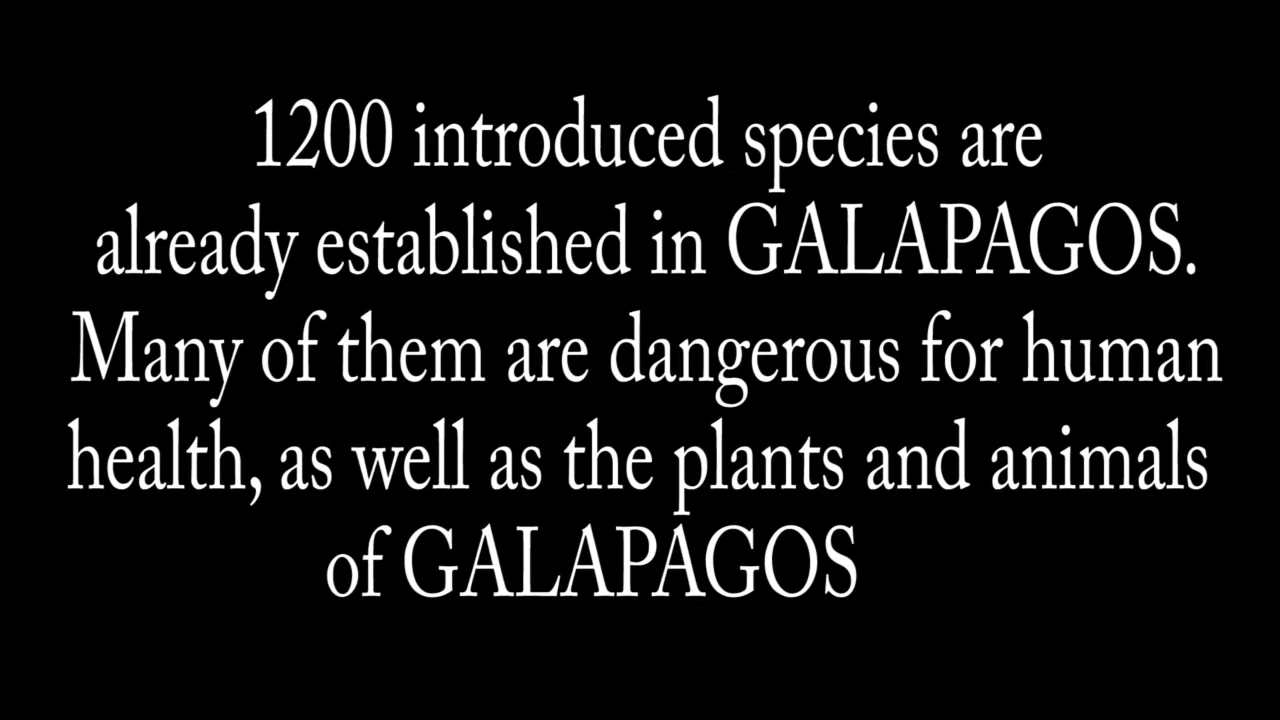 1200 introduced species are
already established in GALAPAGOS.
Many of them are dangerous for human
health, as well as the plants and animals
of GALAPAGOS